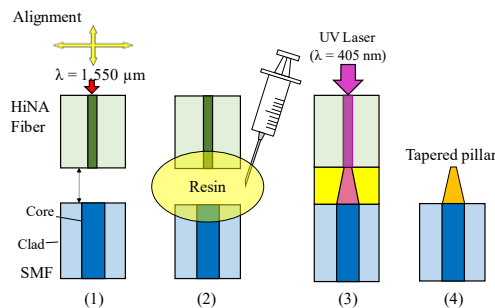 Alignment
λ = 1,550 µm
HiNA
Fiber
Core
Clad
SMF
(1)
Resin
(2)
UV Laser
(λ = 405 nm)
(3)
Tapered pillar
(4)